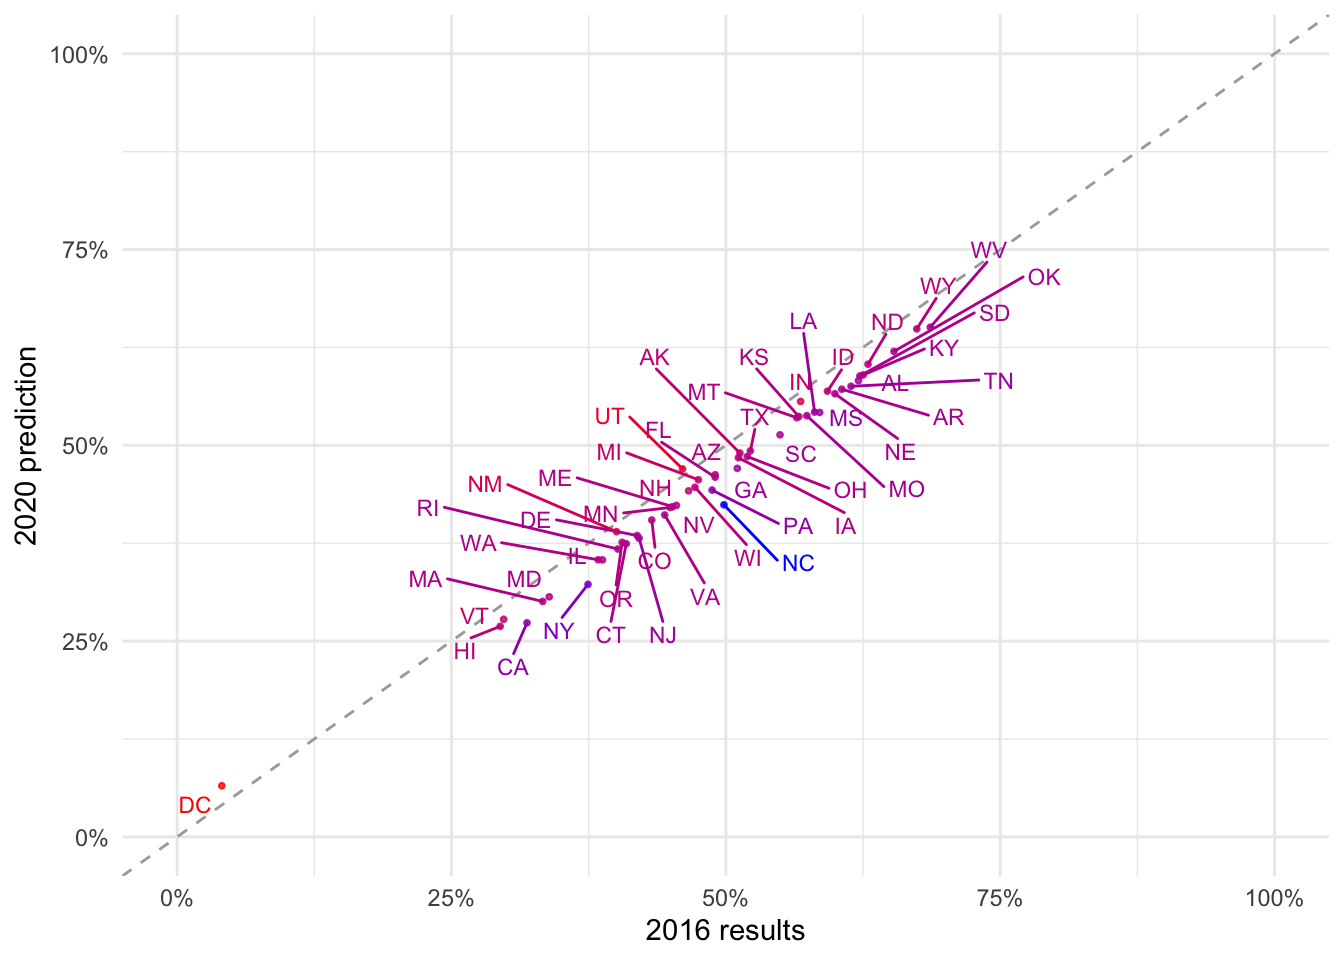 100%
75%
50%
25%
0%
2020 prediction
WV
OK
WY
SD
LA
ND
KY
AK
KS
ID
IN
AL
TN
MT
UT
TX
MS
AR
FL
MI
AZ
SC
NE
ME
NM
NH
GA
OH
MO
RI
DE
MN
NV
PA
IA
WA
IL
CO
WI
NC
MA
MD
OR
VA
VT
NY
CT
NJ
HI
CA
DC
0%
25%
50%
75%
100%
2016 results